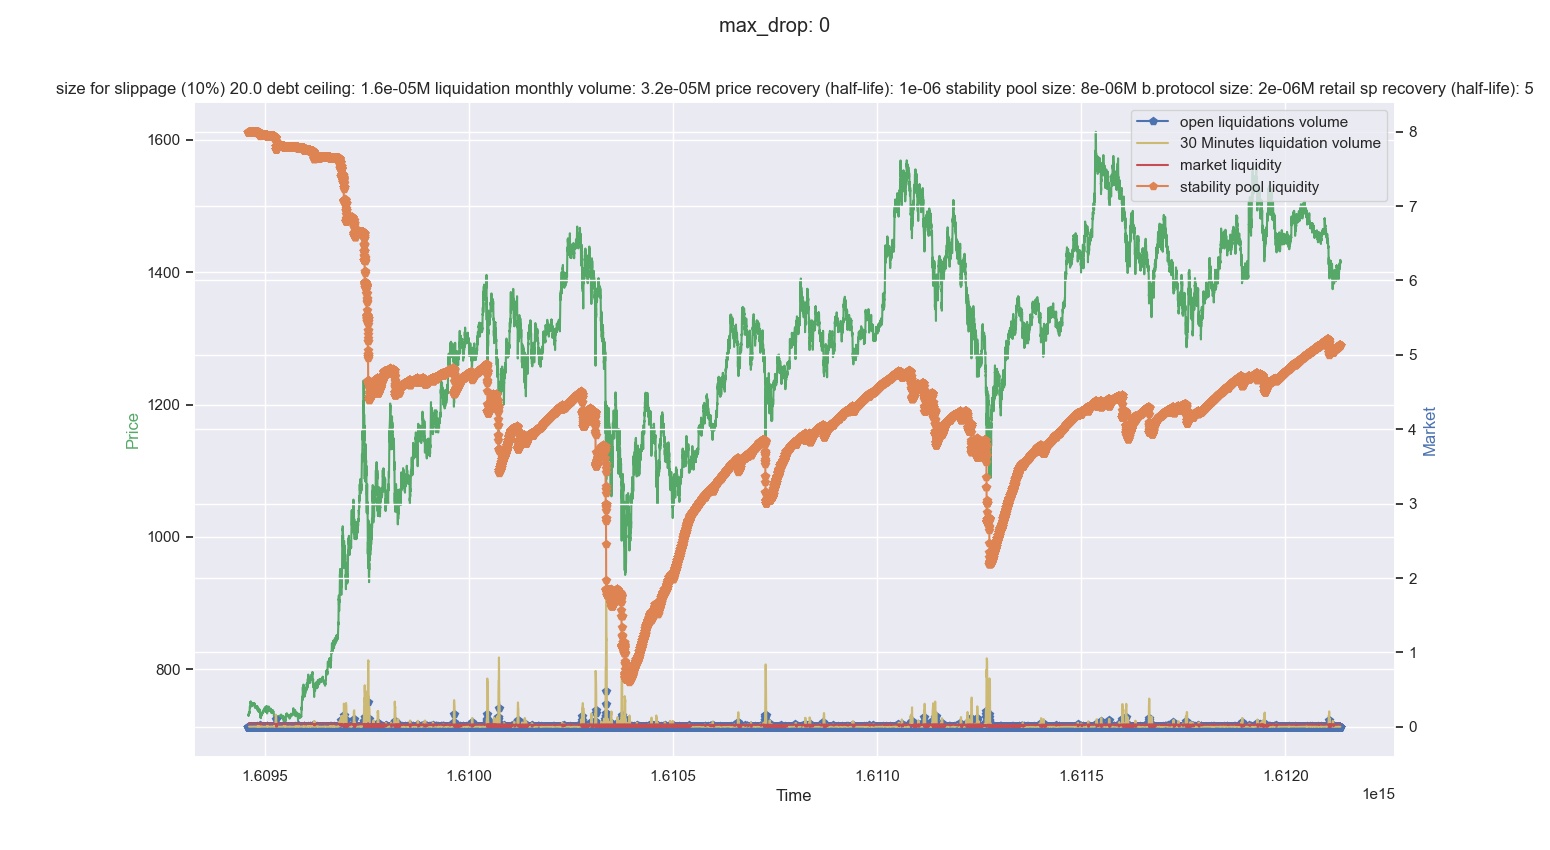 max_drop: 0
size for slippage (10%) 20.0 debt ceiling: 1.6e-05M liquidation monthly volume: 3.2e-05M price recovery (half-life): 1e-06 stability pool size: 8e-06M b.protocol size: 2e-06M retail sp recovery (half-life): 5
open liquidations volume
30 Minutes liquidation volume
market liquidity
stability pool liquidity
1600
1400
1200
1000
800
Price
8
7
6
5
4
3
2
1
0
Market
1.6095 1.6100 1.6105 1.6110 1.6115 1.6120
Time
1e15